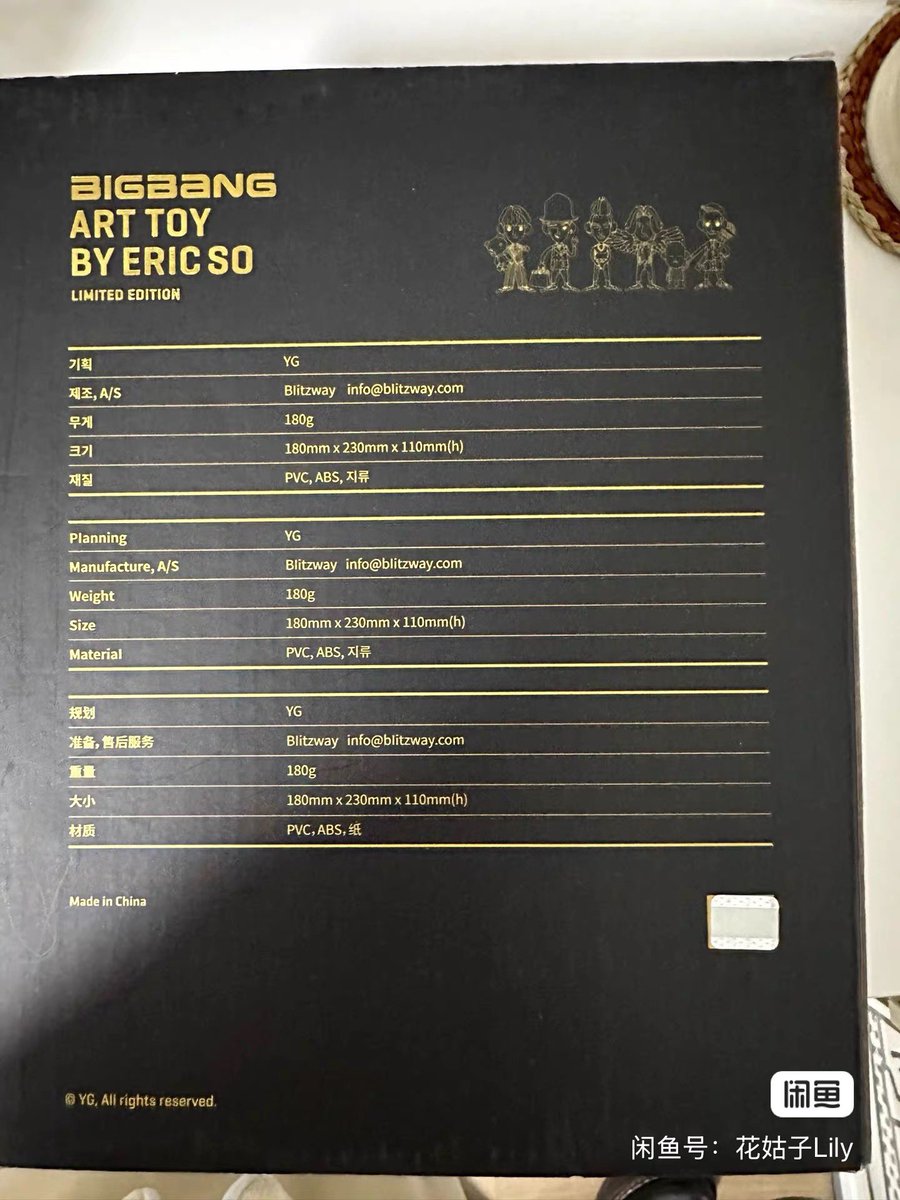 BIGBANG
ART TOY
BY ERIC SO
LIMITED EDITION
기획 YG
제조, A/S Blitzway info@blitzway.com
무게 180g
크기 180mm x 230mm x 110mm(h)
재질 PVC, ABS, 지류
Planning YG
Manufacture, A/S Blitzway info@blitzway.com
Weight 180g
Size 180mm x 230mm x 110mm(h)
Material PVC, ABS, 지류
规划 YG
准备, 售后服务 Blitzway info@blitzway.com
重量 180g
大小 180mm x 230mm x 110mm(h)
材质 PVC, ABS, 纸
Made in China
© YG, All rights reserved.
闲鱼
闲鱼号：花姑子Lily